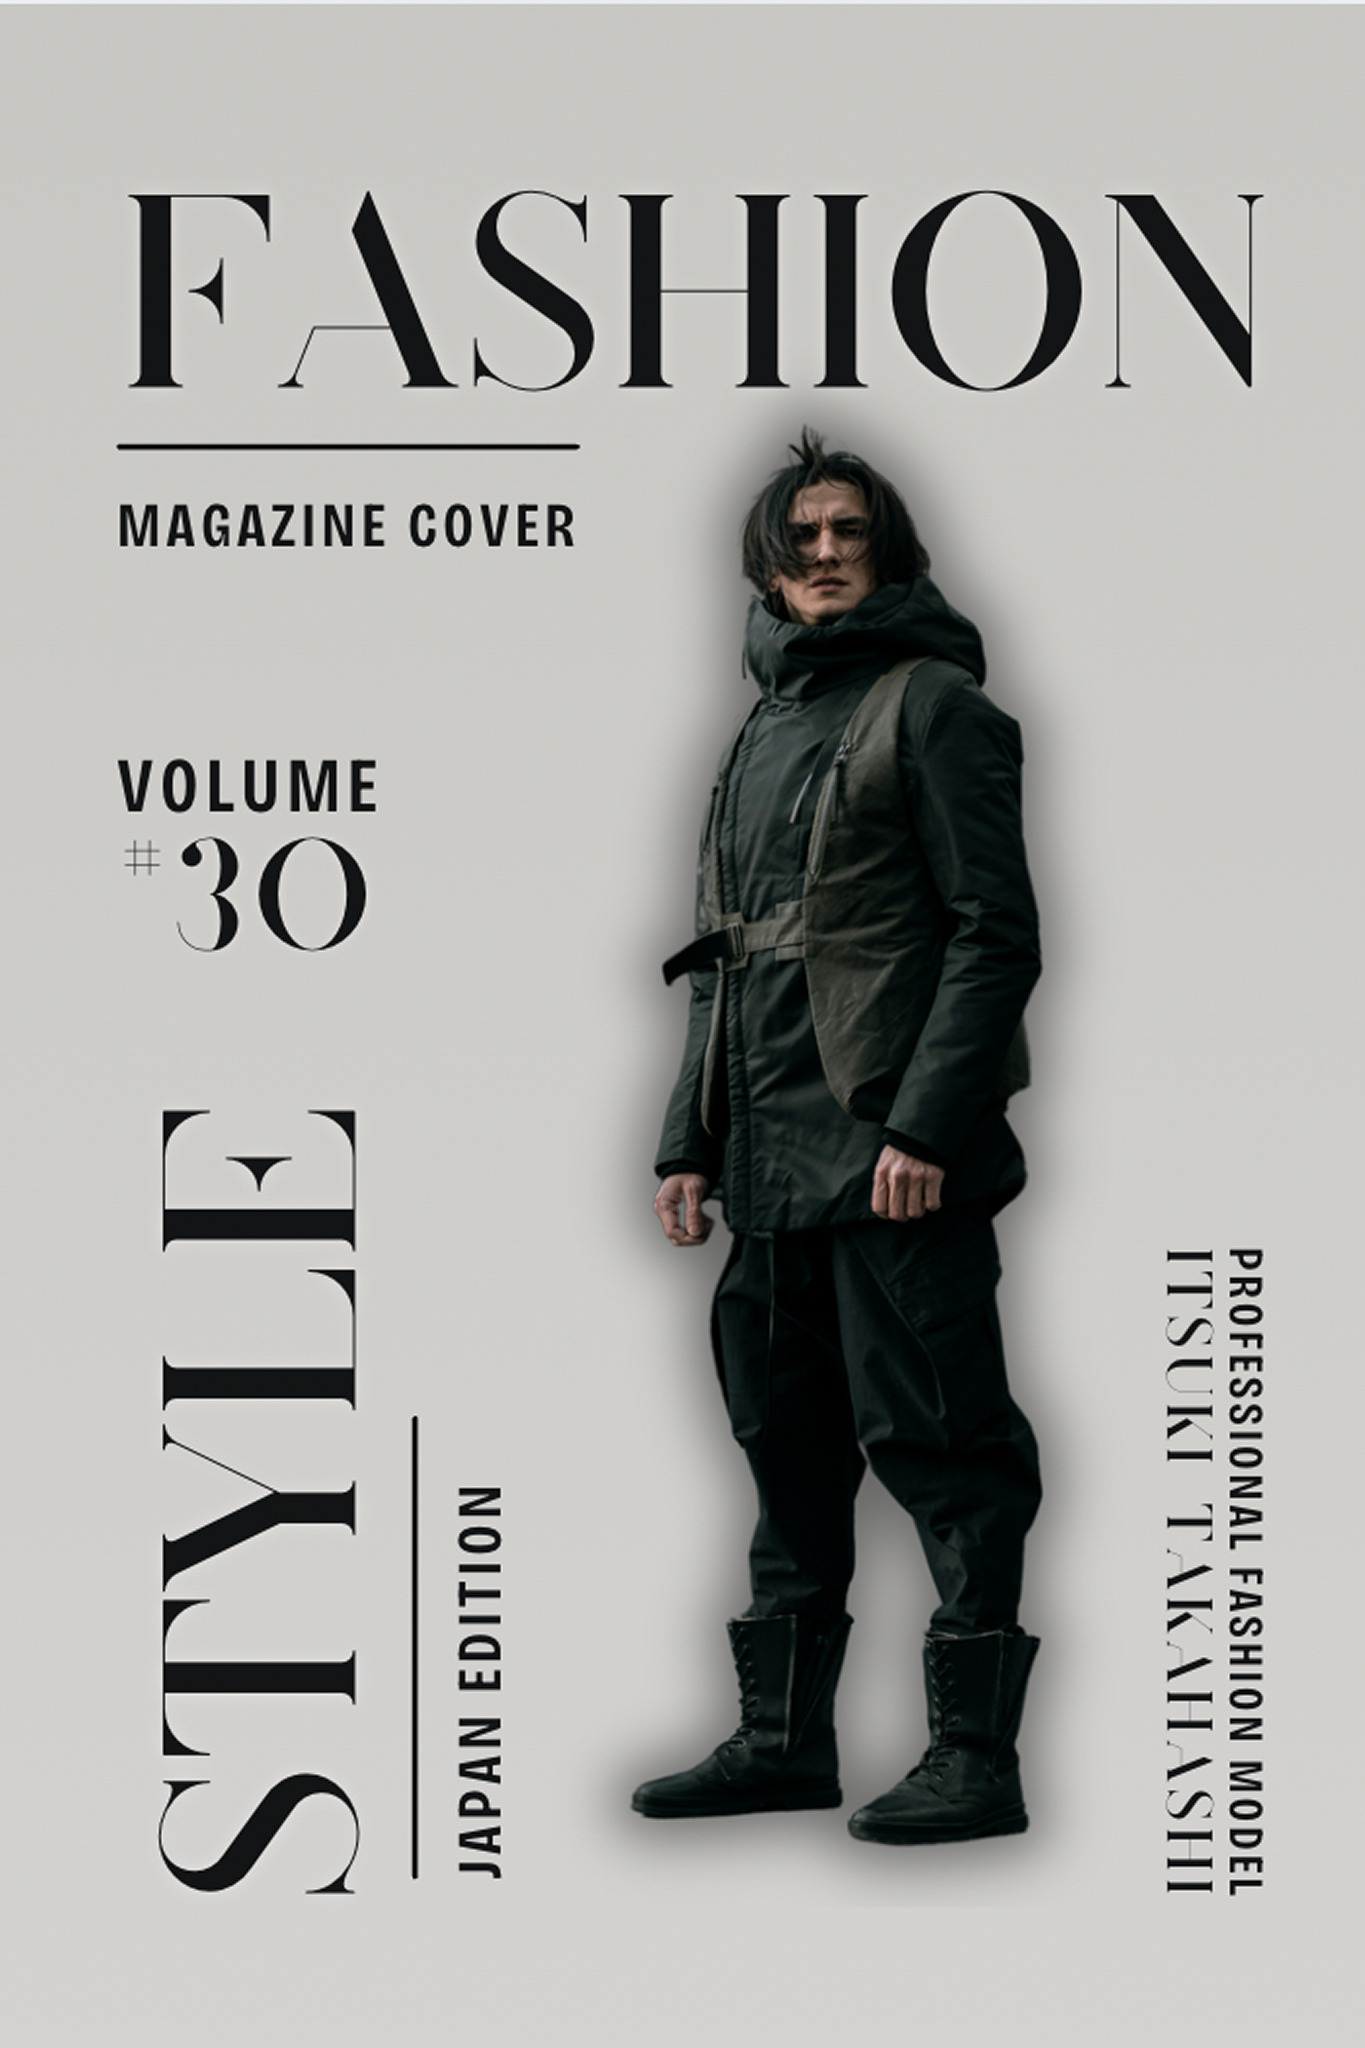 FASHION
MAGAZINE COVER
VOLUME
#30
STYLE
JAPAN EDITION
PROFESSIONAL FASHION MODEL
ITSUKI TAKAHASHI